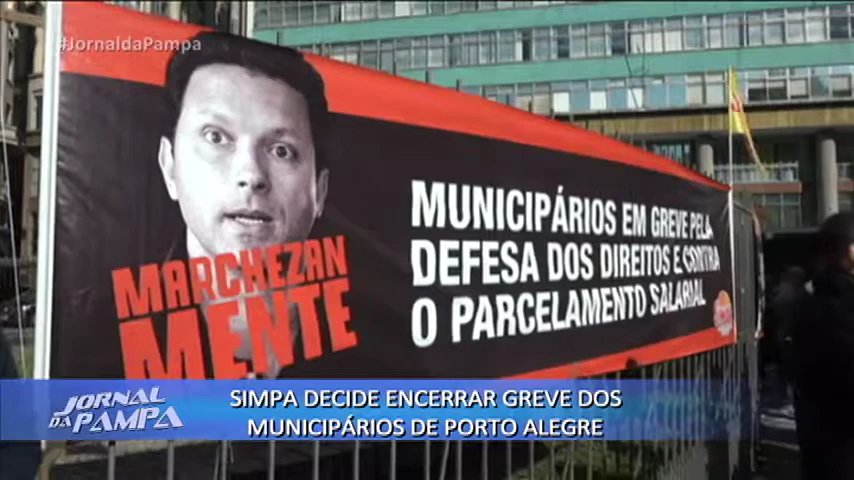 #JornaldaPampa
MUNICIPÁRIOS EM GREVE PELA
DEFESA DOS DIREITOS E CONTRA
O PARCELAMENTO SALARIAL
MARCHEZAN
MENTE
JORNAL
DA PAMPA
SIMPA DECIDE ENCERRAR GREVE DOS
MUNICIPÁRIOS DE PORTO ALEGRE